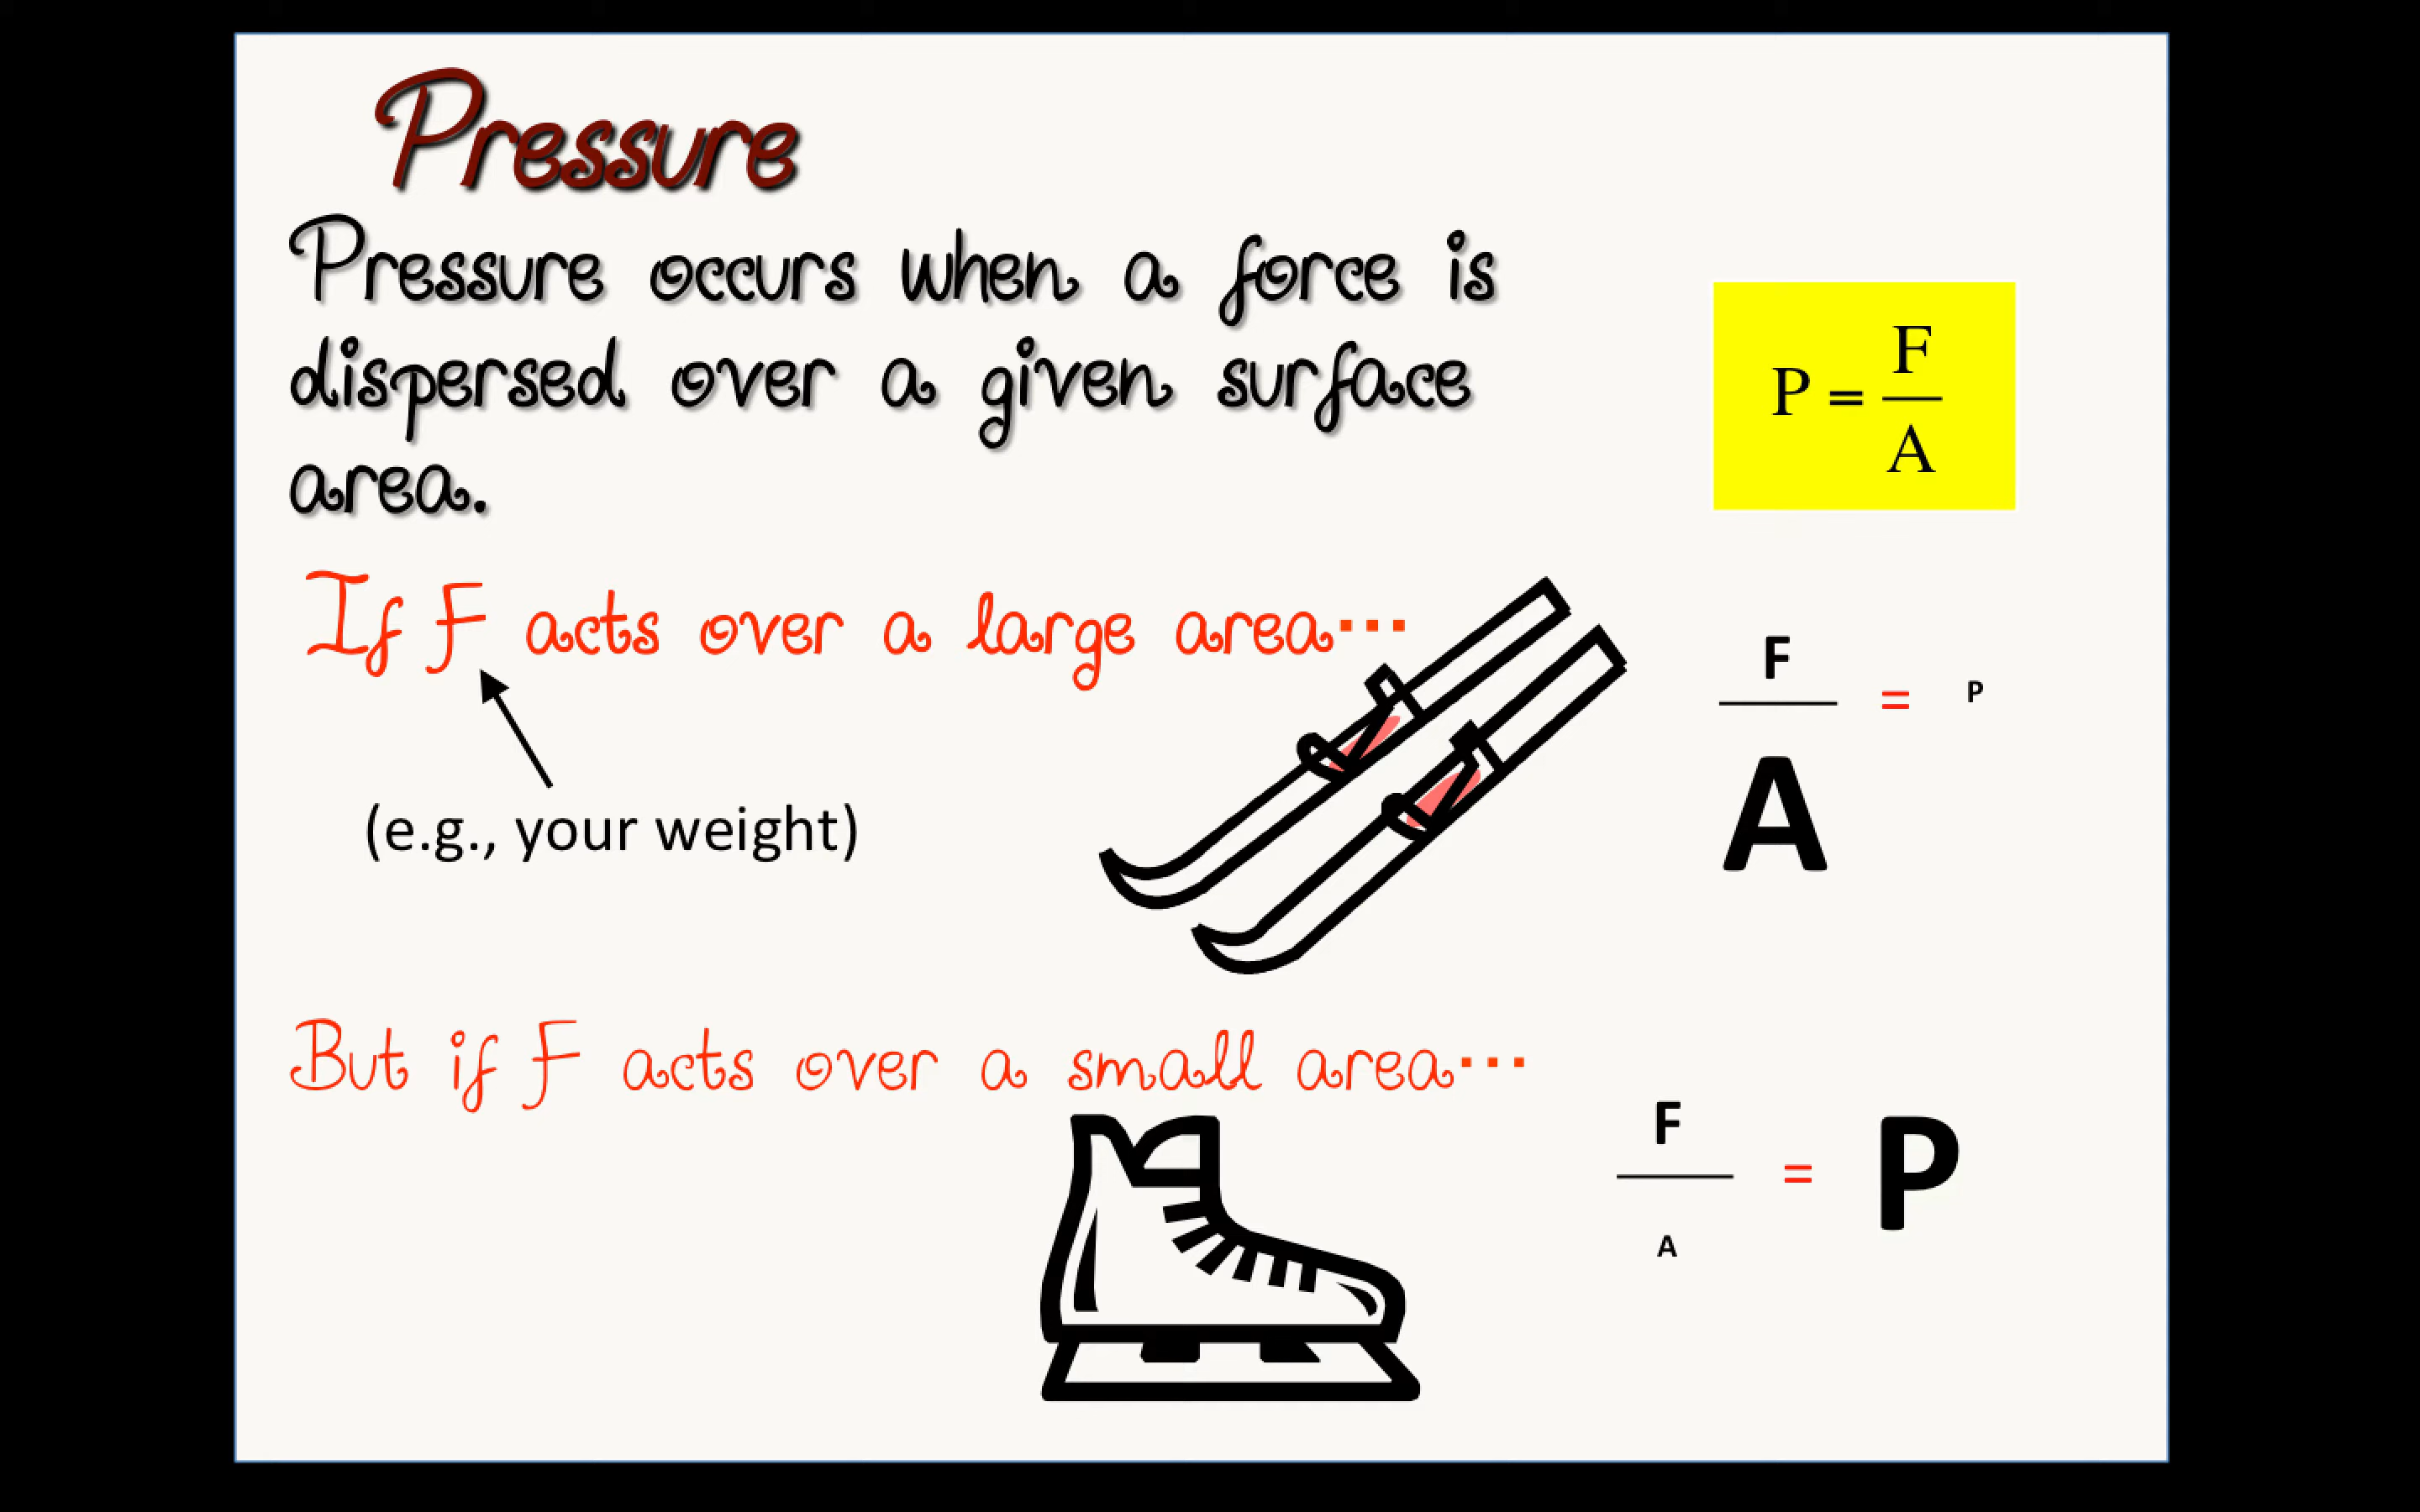 Pressure
Pressure occurs when a force is
dispersed over a given surface
area.
P = F
A
If F acts over a large area...
(e.g., your weight)
F
= P
A
But if F acts over a small area...
F
= P
A